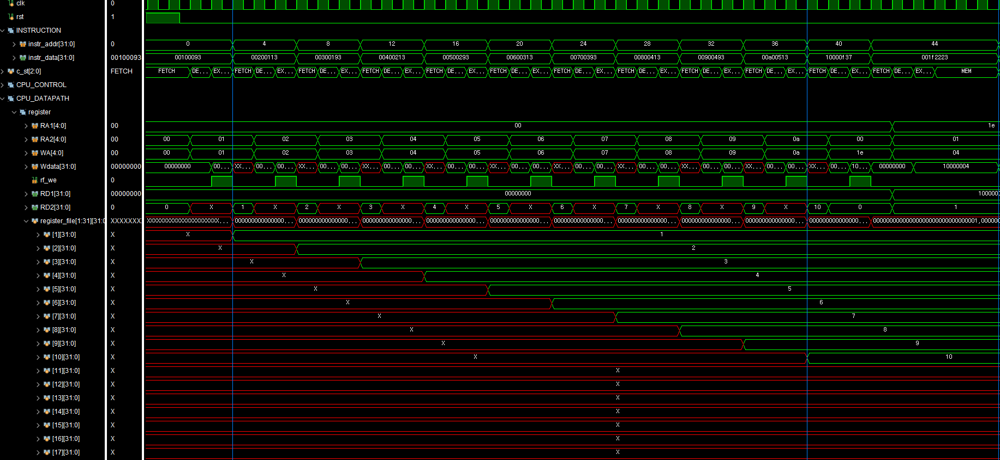 clk 0
rst 1
INSTRUCTION
instr_addr[31:0] 0 0 4 8 12 16 20 24 28 32 36 40 44
instr_data[31:0] 00100093 00100093 00200113 00300193 00400213 00500293 00600313 00700393 00800413 00900493 00a00513 10000f37 001f2223
c_st[2:0] FETCH FETCH DE... EX... FETCH DE... EX... FETCH DE... EX... FETCH DE... EX... FETCH DE... EX... FETCH DE... EX... FETCH DE... EX... FETCH DE... EX... FETCH DE... EX... FETCH DE... EX... FETCH DE... EX... FETCH DE... EX... MEM
CPU_CONTROL
CPU_DATAPATH
register
RA1[4:0] 00 00 1e
RA2[4:0] 00 00 01 02 03 04 05 06 07 08 09 0a 00 01
WA[4:0] 00 00 01 02 03 04 05 06 07 08 09 0a 1e 04
Wdata[31:0] 00000000 00000000 00... XX... 00... 00... XX... 00... 00... XX... 00... 00... XX... 00... 00... XX... 00... 00... XX... 00... 00... XX... 00... 00... XX... 00... 00... XX... 00... 00... XX... 00... 10... 00000000 10000004
rf_we 0
RD1[31:0] 00000000 00000000 100000
RD2[31:0] 0 0 X 1 X 2 X 3 X 4 X 5 X 6 X 7 X 8 X 9 X 10 0 1
register_file[1:31][31:0 XXXXXXXX XXXXXXXXXXXXXXXXXXXXXX... 00000000000000... 00000000000000... 00000000000000... 00000000000000... 00000000000000... 00000000000000... 00000000000000... 00000000000000... 00000000000000... 00000000000000... 00000000000000000000000000000001,000000
[1][31:0] X X 1
[2][31:0] X X 2
[3][31:0] X X 3
[4][31:0] X X 4
[5][31:0] X X 5
[6][31:0] X X 6
[7][31:0] X X 7
[8][31:0] X X 8
[9][31:0] X X 9
[10][31:0] X X 10
[11][31:0] X X
[12][31:0] X X
[13][31:0] X X
[14][31:0] X X
[15][31:0] X X
[16][31:0] X X
[17][31:0] X X